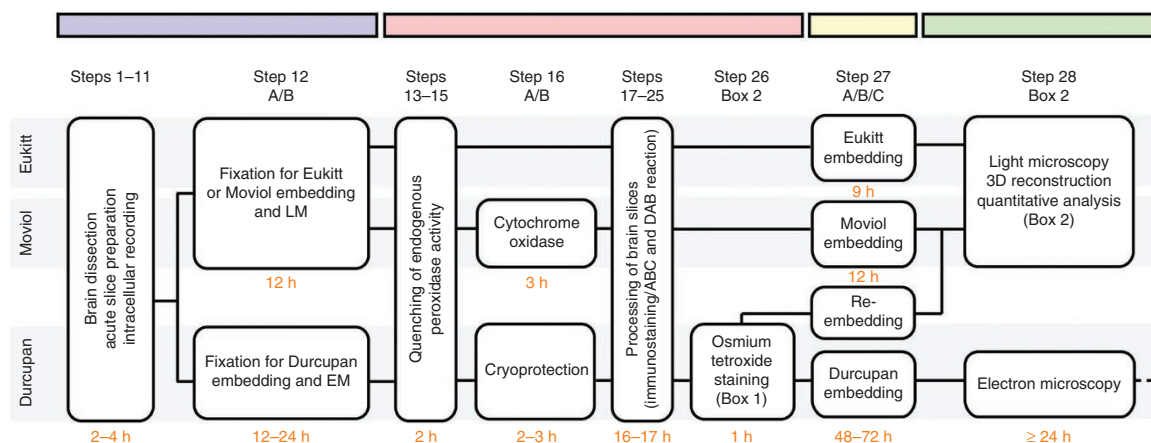 Steps 1–11
Step 12
A/B
Steps
13–15
Step 16
A/B
Steps
17–25
Step 26
Box 2
Step 27
A/B/C
Step 28
Box 2
Eukitt
Moviol
Durcupan
Brain dissection
acute slice preparation
intracellular recording
2–4 h
Fixation for Eukitt
or Moviol embedding
and LM
12 h
Fixation for Durcupan
embedding and EM
12–24 h
Quenching of endogenous
peroxidase activity
2 h
Cytochrome
oxidase
3 h
Cryoprotection
2–3 h
Processing of brain slices
(immunostaining/ABC and DAB reaction)
16–17 h
Osmium
tetroxide
staining
(Box 1)
1 h
Eukitt
embedding
9 h
Moviol
embedding
12 h
Re-
embedding
Durcupan
embedding
48–72 h
Light microscopy
3D reconstruction
quantitative analysis
(Box 2)
Electron microscopy
≥ 24 h